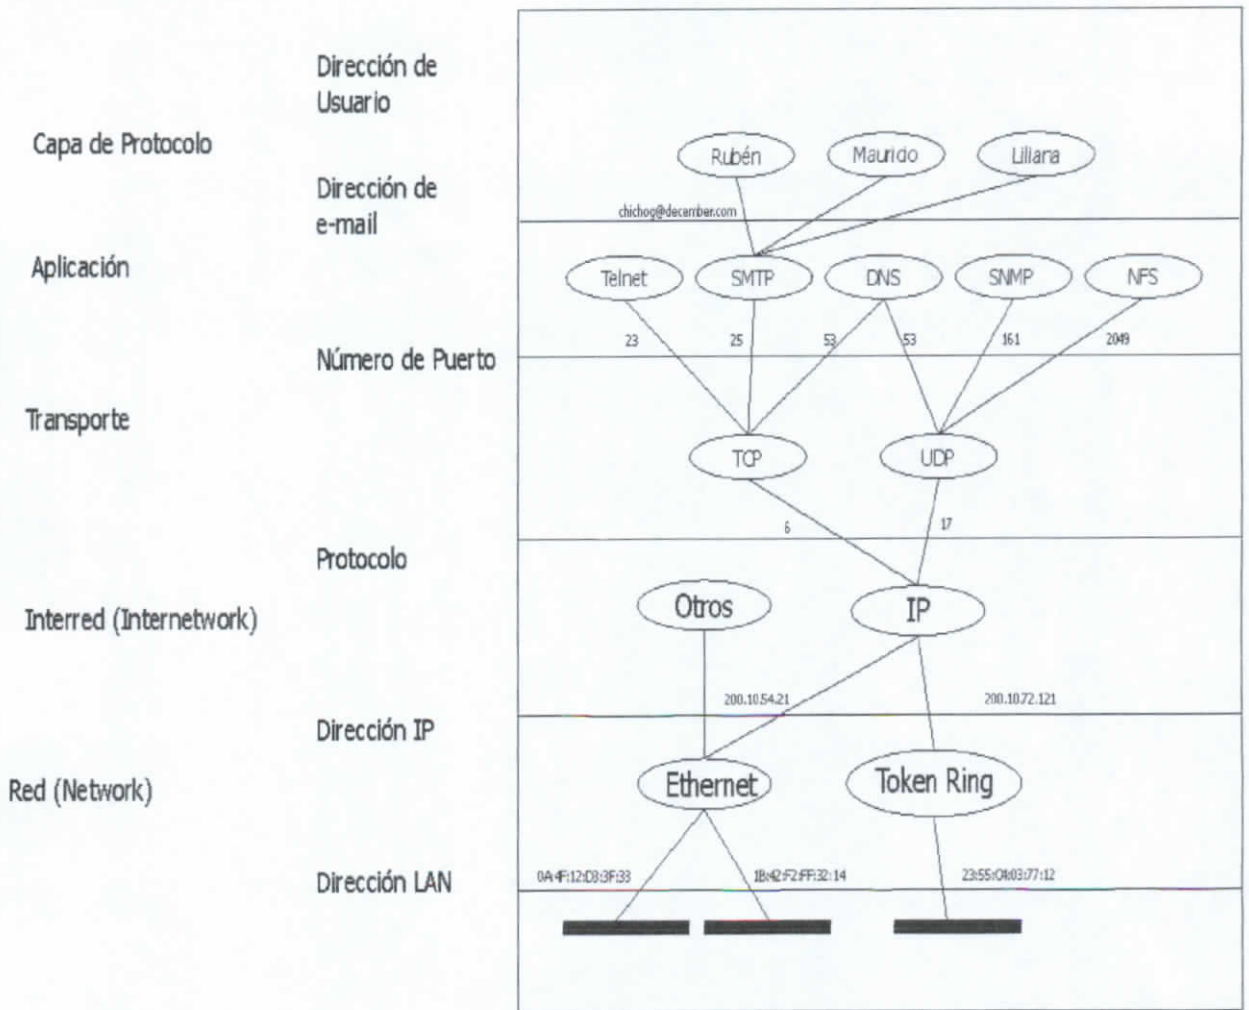 Dirección de
Usuario
Capa de Protocolo
Rubén Mauricio Liliana
Dirección de
e-mail
chichog@december.com
Aplicación
Telnet SMTP DNS SNMP NFS
23 25 53 53 161 2049
Número de Puerto
Transporte
TCP UDP
6 17
Protocolo
Interred (Internetwork)
Otros IP
200.10.54.21 200.10.72.121
Dirección IP
Red (Network)
Ethernet Token Ring
Dirección LAN
0A:4F:12:D3:3F:33 1B:42:F2:FF:32:14 23:55:C4:03:77:12